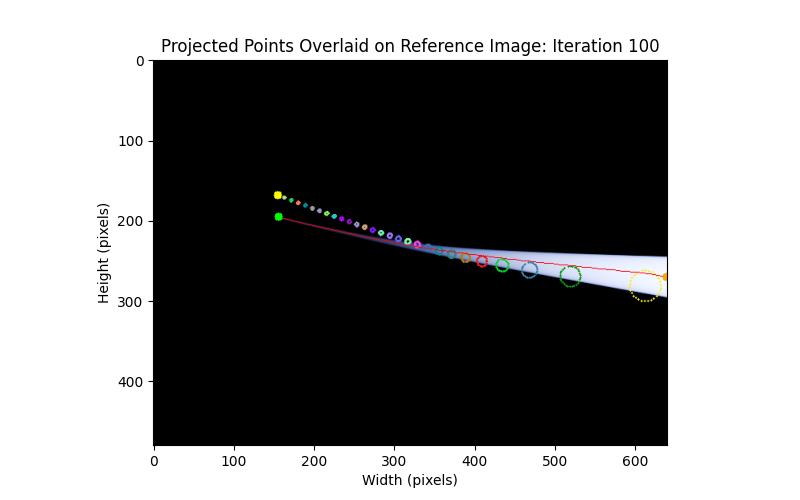 Projected Points Overlaid on Reference Image: Iteration 100
0
100
200
300
400
0 100 200 300 400 500 600
Height (pixels)
Width (pixels)